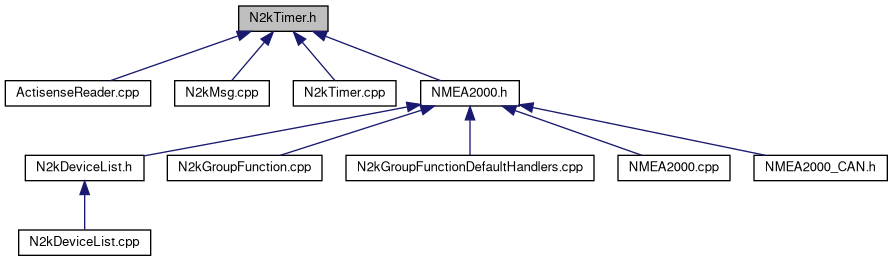 N2kTimer.h
ActisenseReader.cpp
N2kMsg.cpp
N2kTimer.cpp
NMEA2000.h
N2kDeviceList.h
N2kGroupFunction.cpp
N2kGroupFunctionDefaultHandlers.cpp
NMEA2000.cpp
NMEA2000_CAN.h
N2kDeviceList.cpp